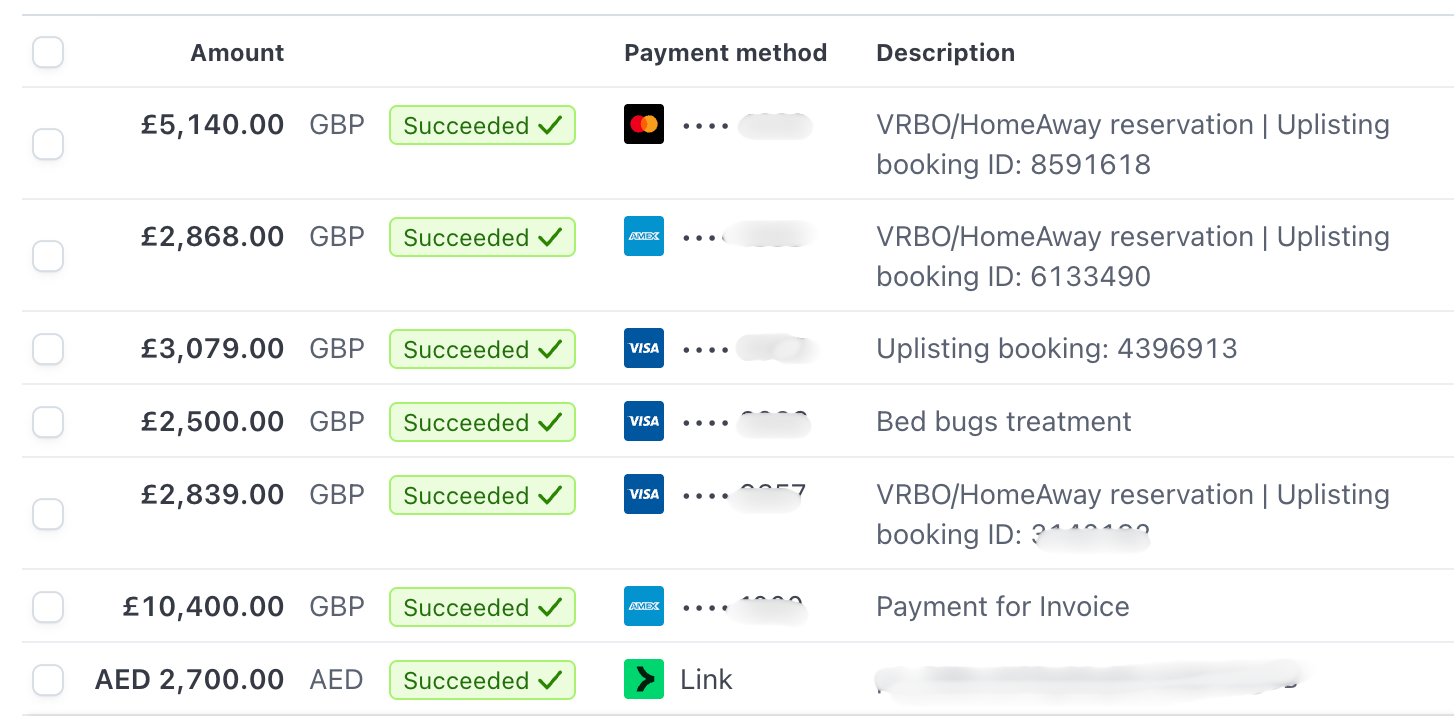 Amount Payment method Description
£5,140.00 GBP Succeeded ✓ •••• VRBO/HomeAway reservation | Uplisting
booking ID: 8591618
£2,868.00 GBP Succeeded ✓ AMEX •••• VRBO/HomeAway reservation | Uplisting
booking ID: 6133490
£3,079.00 GBP Succeeded ✓ VISA •••• Uplisting booking: 4396913
£2,500.00 GBP Succeeded ✓ VISA •••• Bed bugs treatment
£2,839.00 GBP Succeeded ✓ VISA •••• VRBO/HomeAway reservation | Uplisting
booking ID:
£10,400.00 GBP Succeeded ✓ AMEX •••• Payment for Invoice
AED 2,700.00 AED Succeeded ✓ Link